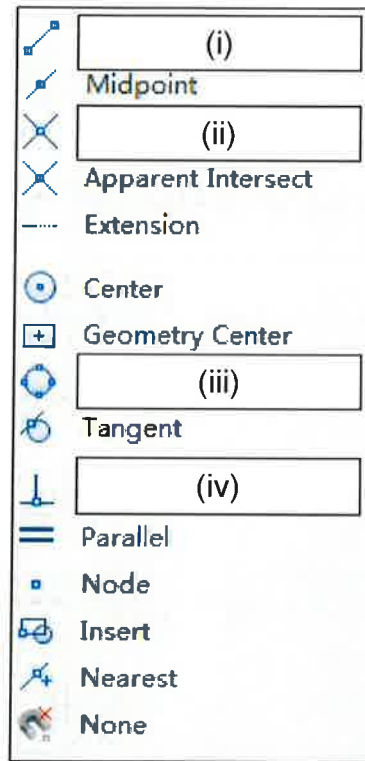 (i)
Midpoint
(ii)
Apparent Intersect
Extension
Center
Geometry Center
(iii)
Tangent
(iv)
Parallel
Node
Insert
Nearest
None